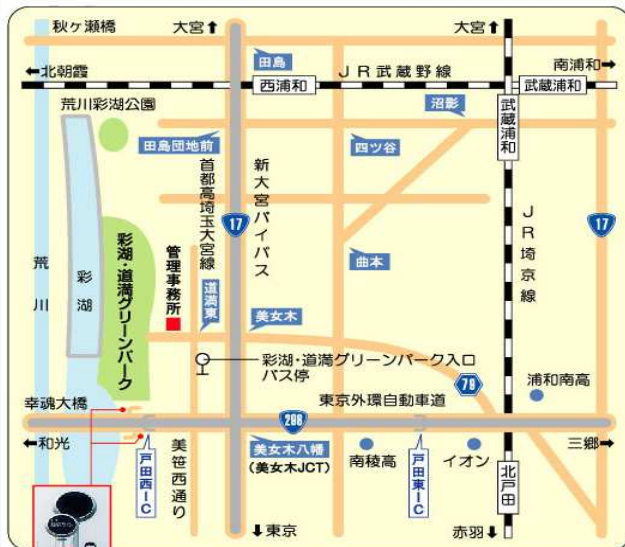 秋ヶ瀬橋
大宮↑
大宮↑
田島
←北朝霞
JR武蔵野線
南浦和→
西浦和
武蔵浦和
荒川彩湖公園
沼影
武蔵浦和
田島団地前
四ツ谷
首都高埼玉大宮線
新大宮バイパス
17
17
JR埼京線
荒川
彩湖
彩湖・道満グリーンパーク
管理事務所
曲本
道満東
美女木
彩湖・道満グリーンパーク入口
バス停
79
浦和南高
幸魂大橋
東京外環自動車道
298
←和光
戸田西IC
美笹西通り
美女木八幡
(美女木JCT)
南稜高
戸田東IC
イオン
北戸田
三郷→
↓東京
赤羽↓